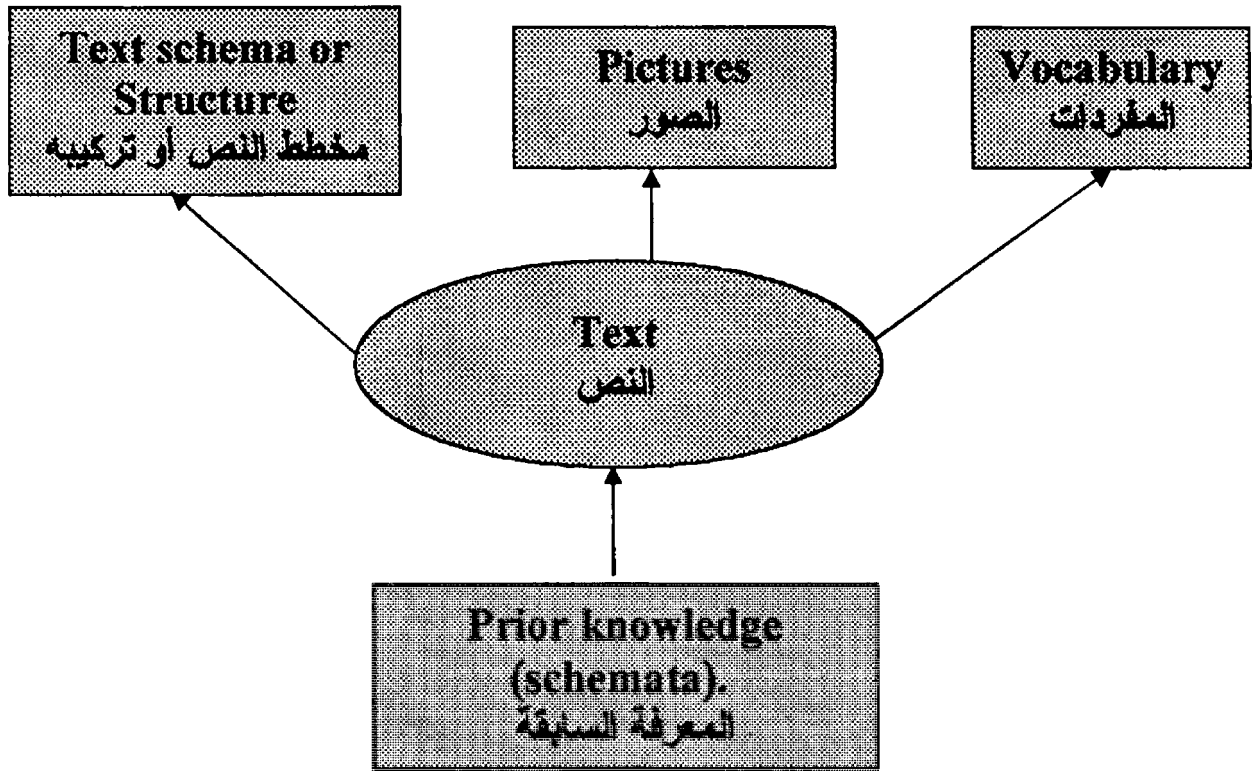 Text schema or
Structure
مخطط النص أو تركيبه
Pictures
الصور
Vocabulary
المفردات
Text
النص
Prior knowledge
(schemata).
المعرفة السابقة